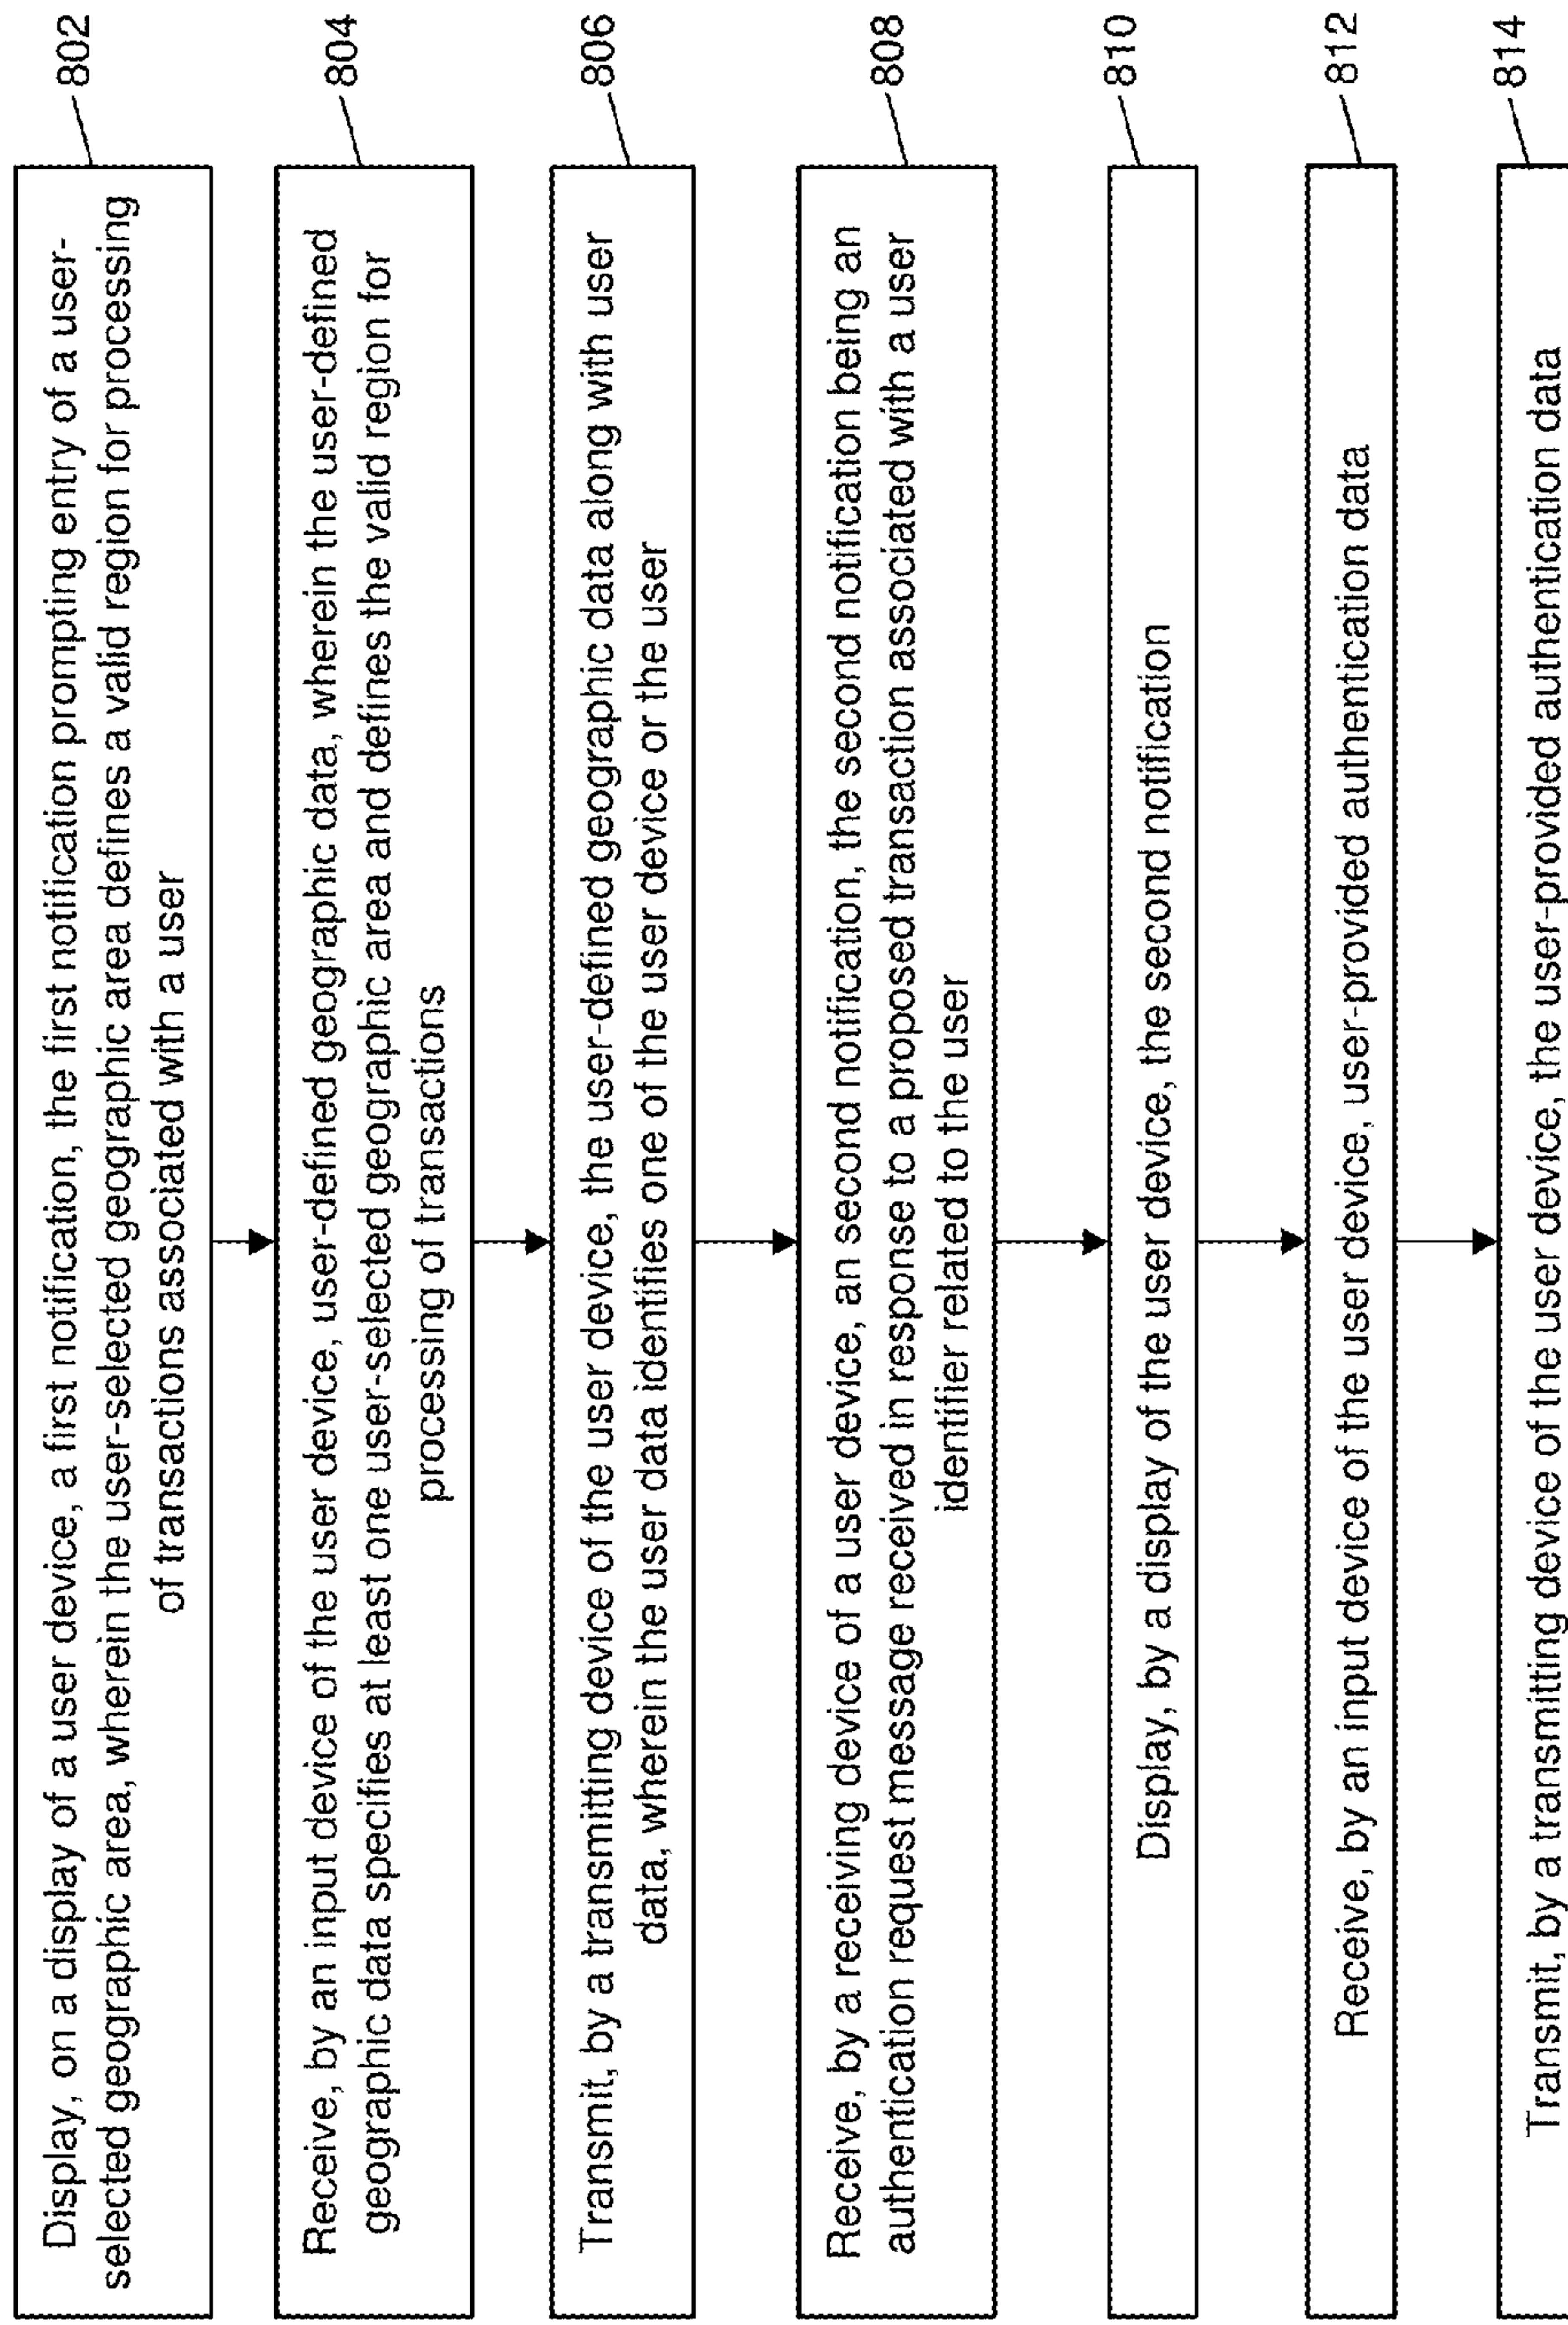 Display, on a display of a user device, a first notification, the first notification prompting entry of a user-
selected geographic area, wherein the user-selected geographic area defines a valid region for processing
of transactions associated with a user
802
Receive, by an input device of the user device, user-defined geographic data, wherein the user-defined
geographic data specifies at least one user-selected geographic area and defines the valid region for
processing of transactions
804
Transmit, by a transmitting device of the user device, the user-defined geographic data along with user
data, wherein the user data identifies one of the user device or the user
806
Receive, by a receiving device of a user device, an second notification, the second notification being an
authentication request message received in response to a proposed transaction associated with a user
identifier related to the user
808
Display, by a display of the user device, the second notification
810
Receive, by an input device of the user device, user-provided authentication data
812
Transmit, by a transmitting device of the user device, the user-provided authentication data
814